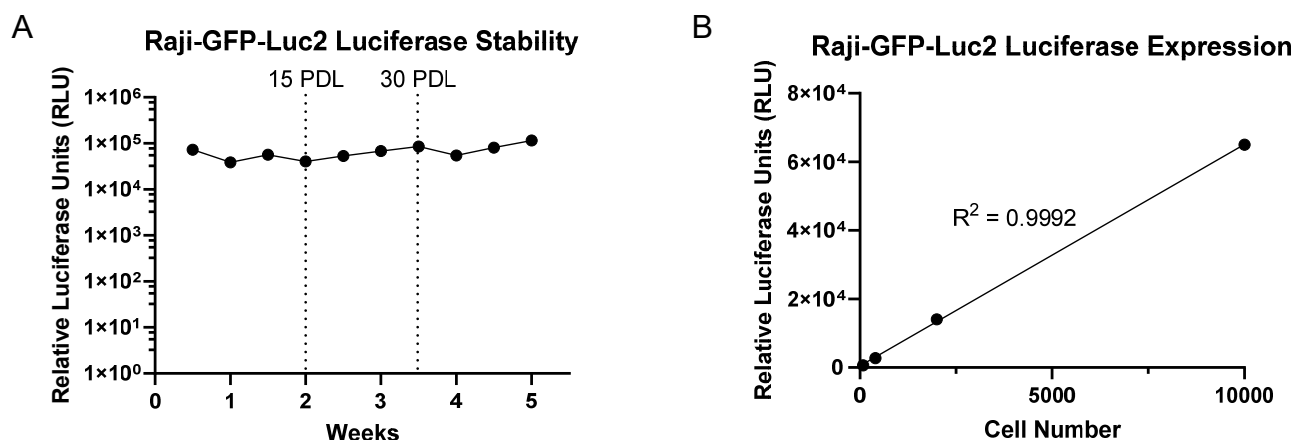 A
Raji-GFP-Luc2 Luciferase Stability
15 PDL 30 PDL
Relative Luciferase Units (RLU)
1×10⁶
1×10⁵
1×10⁴
1×10³
1×10²
1×10¹
1×10⁰
0 1 2 3 4 5
Weeks
B
Raji-GFP-Luc2 Luciferase Expression
Relative Luciferase Units (RLU)
8×10⁴
6×10⁴
4×10⁴
2×10⁴
0
R² = 0.9992
0 5000 10000
Cell Number